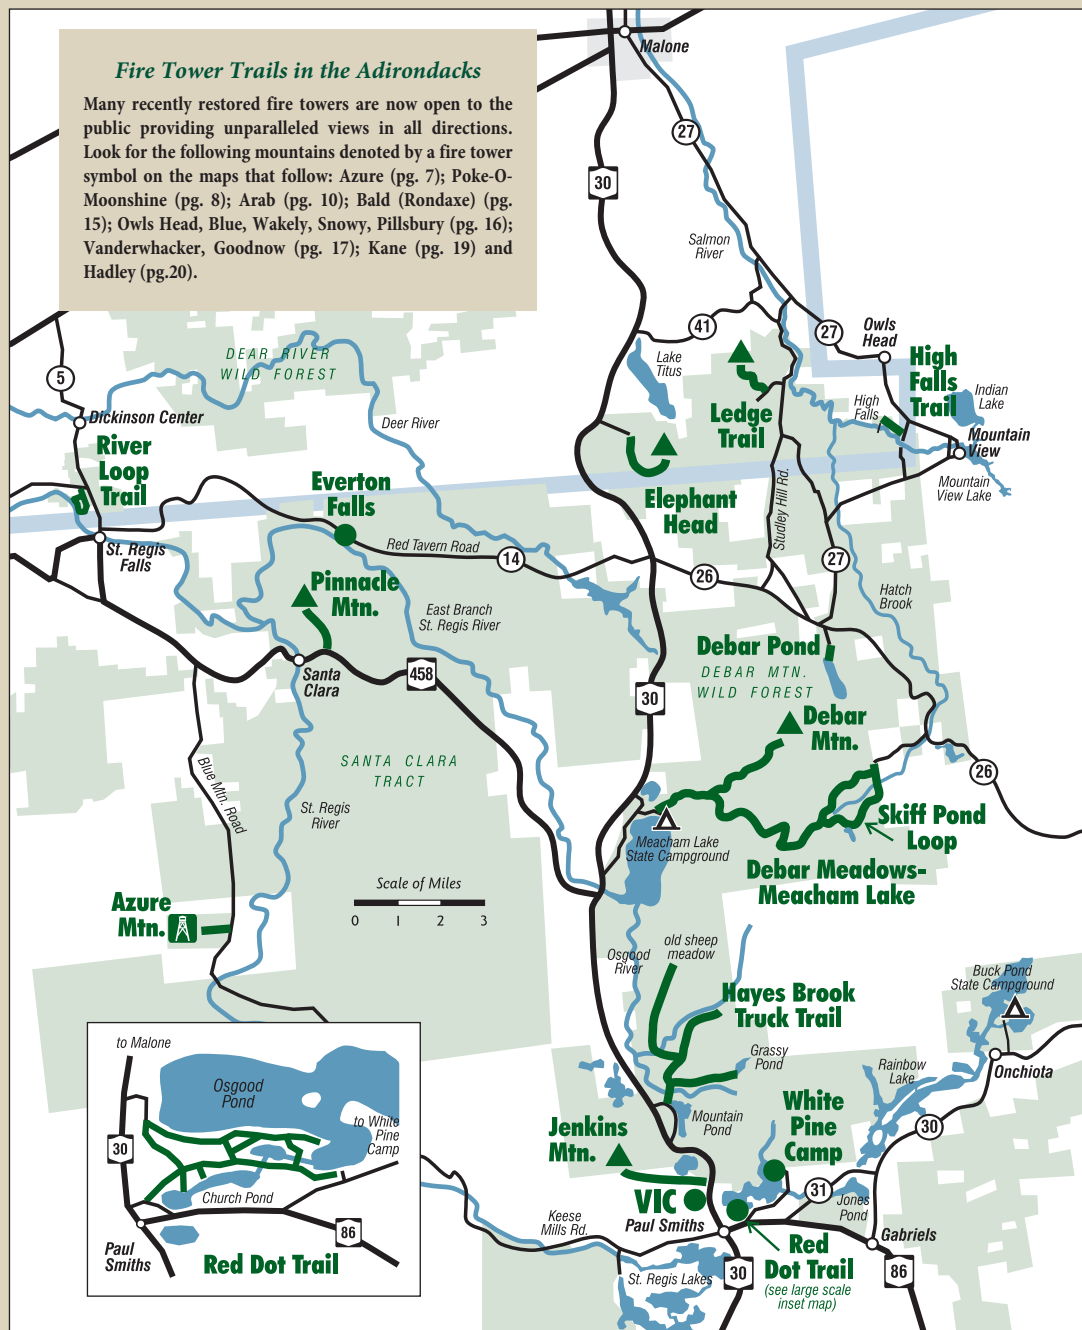 Fire Tower Trails in the Adirondacks
Many recently restored fire towers are now open to the
public providing unparalleled views in all directions.
Look for the following mountains denoted by a fire tower
symbol on the maps that follow: Azure (pg. 7); Poke-O-
Moonshine (pg. 8); Arab (pg. 10); Bald (Rondaxe) (pg.
15); Owls Head, Blue, Wakely, Snowy, Pillsbury (pg. 16);
Vanderwhacker, Goodnow (pg. 17); Kane (pg. 19) and
Hadley (pg.20).
Malone
27
30
Salmon
River
41
27
Owls
Head
DEAR RIVER
WILD FOREST
5
Lake
Titus
High
Falls
Trail
Indian
Lake
Dickinson Center
Deer River
Ledge
Trail
High
Falls
River
Loop
Trail
Mountain
View
Mountain
View Lake
Everton
Falls
Elephant
Head
Studley Hill Rd.
St. Regis
Falls
Red Tavern Road
14
26
27
Hatch
Brook
Pinnacle
Mtn.
East Branch
St. Regis River
Debar Pond
DEBAR MTN.
WILD FOREST
Santa
Clara
458
30
Debar
Mtn.
SANTA CLARA
TRACT
Blue Mtn. Road
26
St. Regis
River
Skiff Pond
Loop
Meacham Lake
State Campground
Debar Meadows-
Meacham Lake
Scale of Miles
0 1 2 3
Azure
Mtn.
Osgood
River
old sheep
meadow
Buck Pond
State Campground
Hayes Brook
Truck Trail
Grassy
Pond
Rainbow
Lake
Onchiota
Mountain
Pond
White
Pine
Camp
30
Jenkins
Mtn.
31
Jones
Pond
VIC
Paul Smiths
Keese
Mills Rd.
Gabriels
Red
Dot Trail
(see large scale
inset map)
St. Regis Lakes
30
86
to Malone
Osgood
Pond
to White
Pine
Camp
30
Church Pond
86
Paul
Smiths
Red Dot Trail